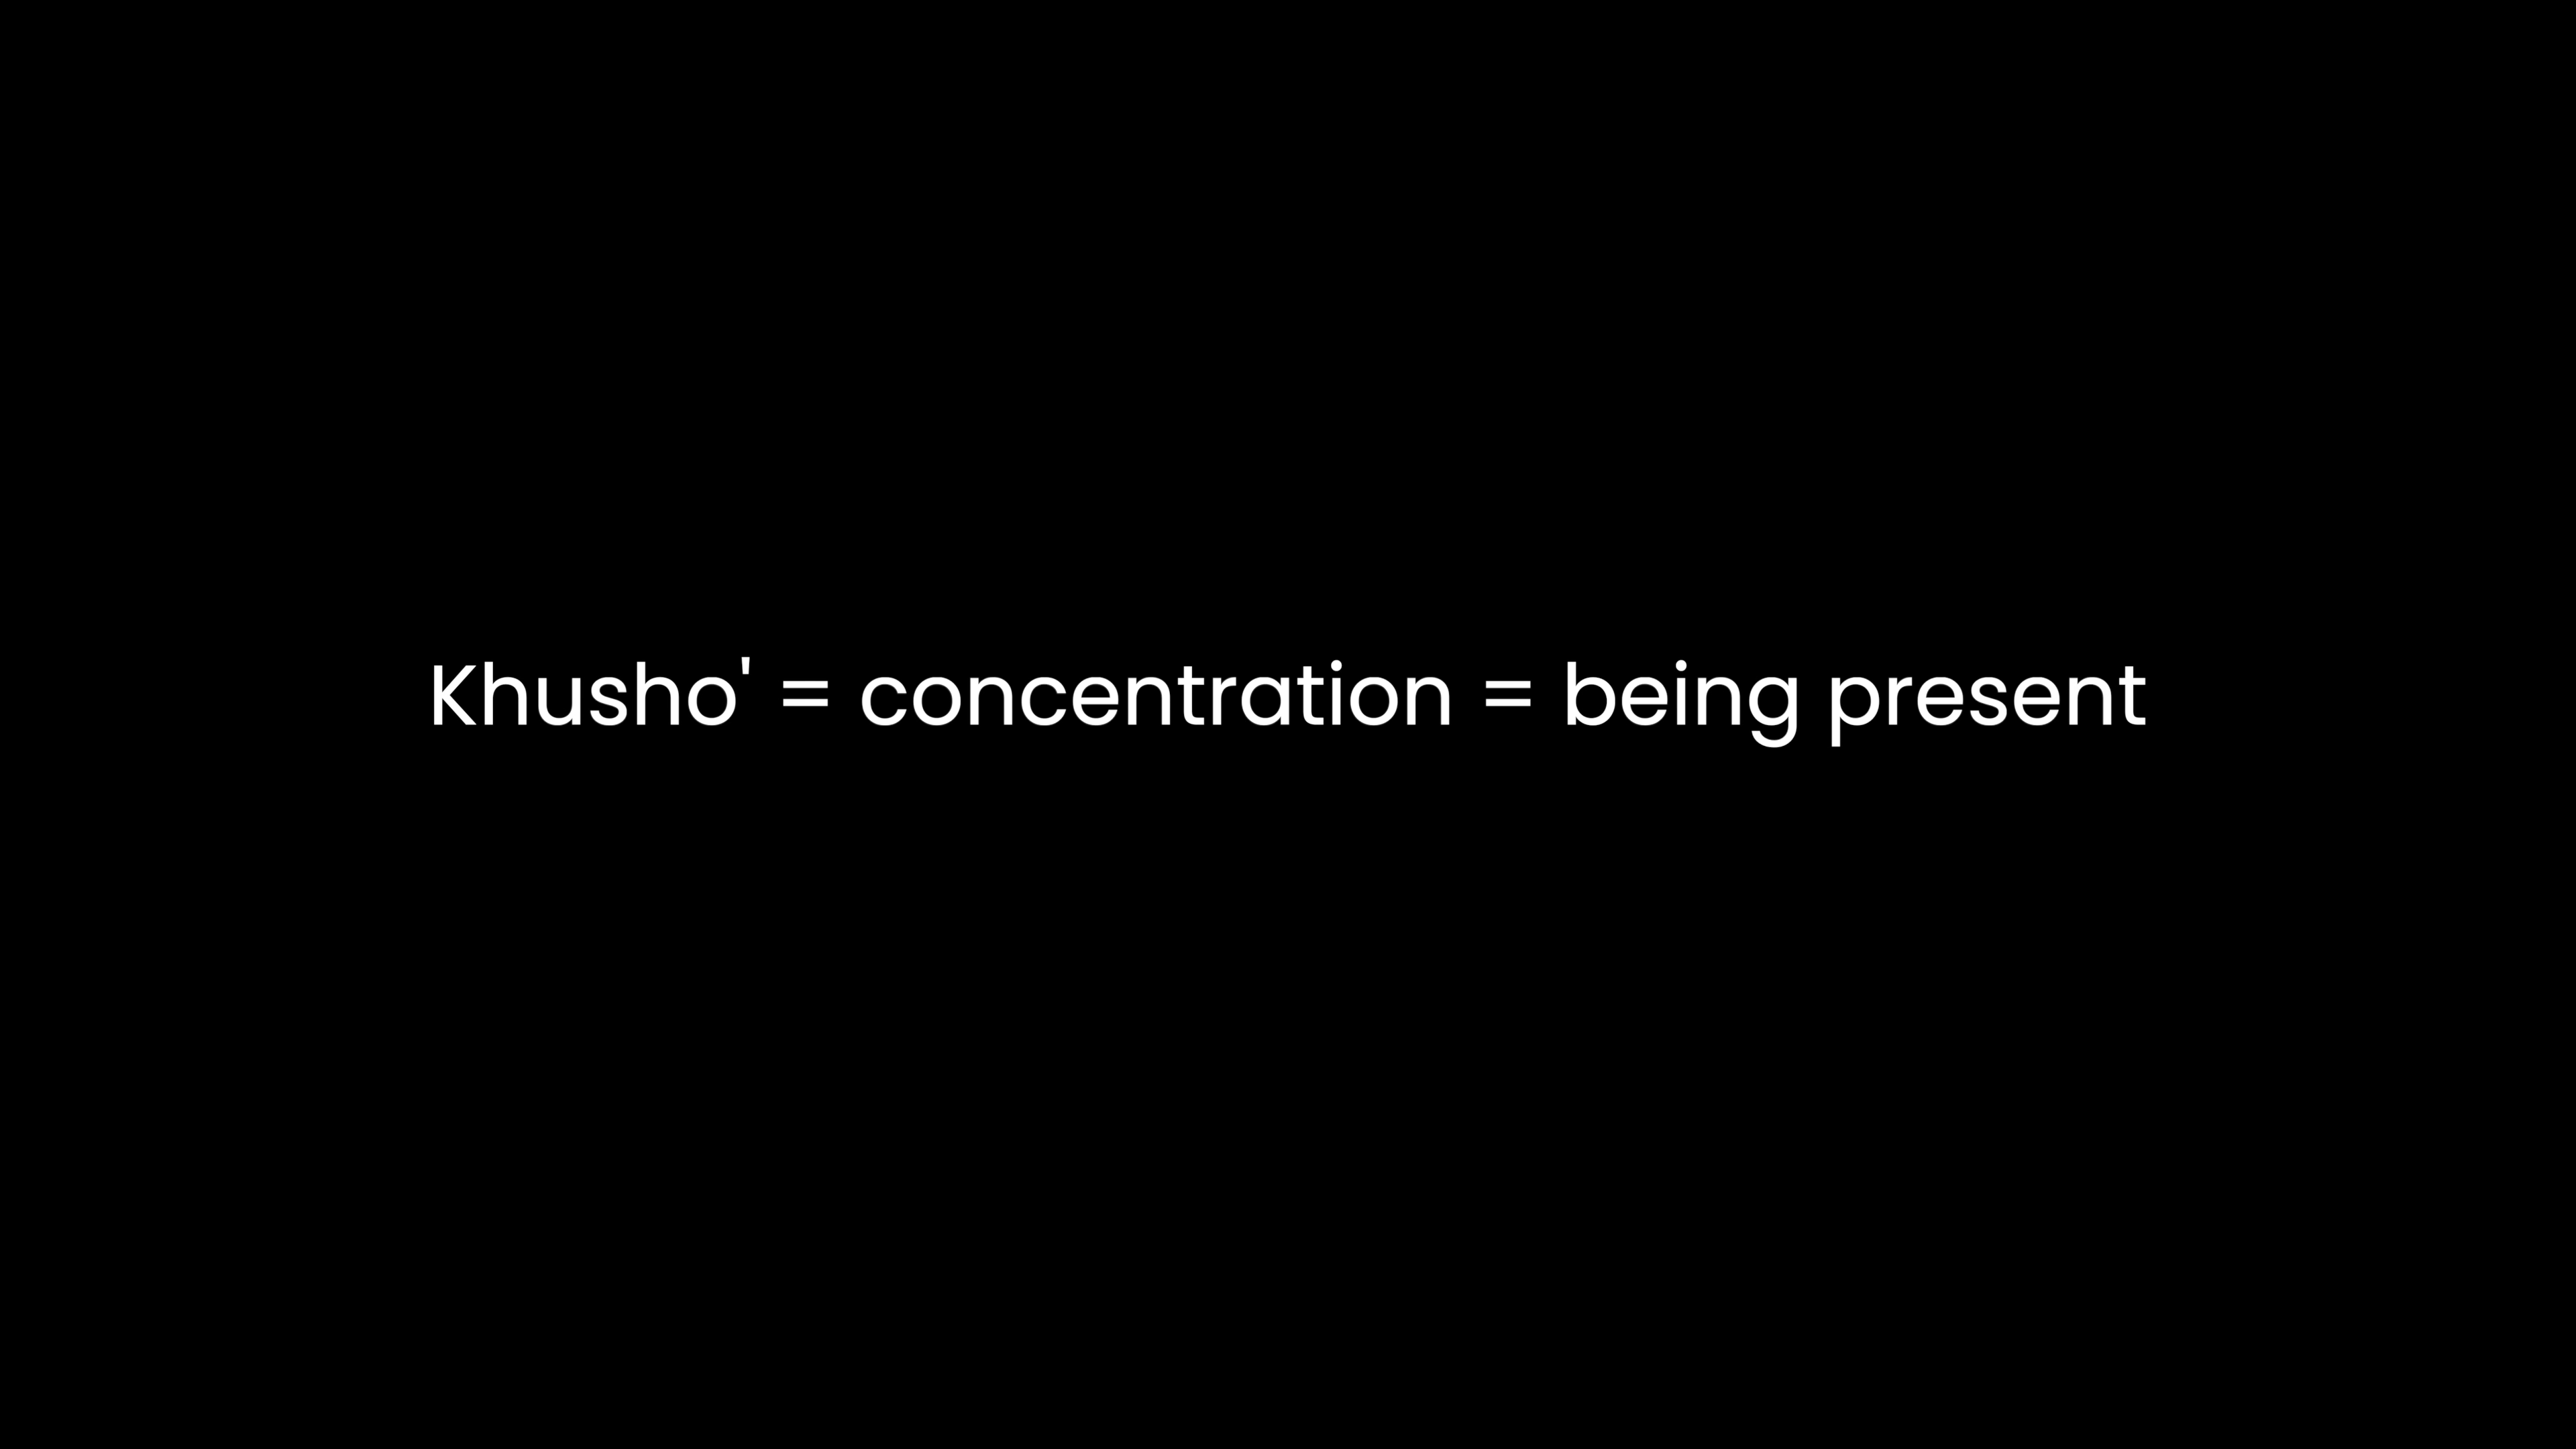 Khusho' = concentration = being present